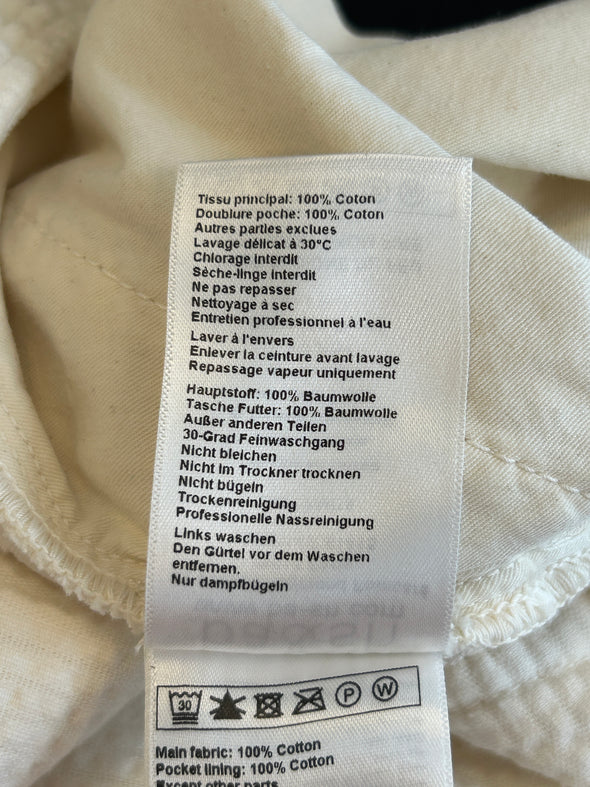 Tissu principal: 100% Coton
Doublure poche: 100% Coton
Autres parties exclues
Lavage délicat à 30°C
Chlorage interdit
Sèche-linge interdit
Ne pas repasser
Nettoyage à sec
Entretien professionnel à l'eau
Laver à l'envers
Enlever la ceinture avant lavage
Repassage vapeur uniquement
Hauptstoff: 100% Baumwolle
Tasche Futter: 100% Baumwolle
Außer anderen Teilen
30-Grad Feinwaschgang
Nicht bleichen
Nicht im Trockner trocknen
Nicht bügeln
Trockenreinigung
Professionelle Nassreinigung
Links waschen
Den Gürtel vor dem Waschen
entfernen.
Nur dampfbügeln
30 P W
Main fabric: 100% Cotton
Pocket lining: 100% Cotton
Except other parts